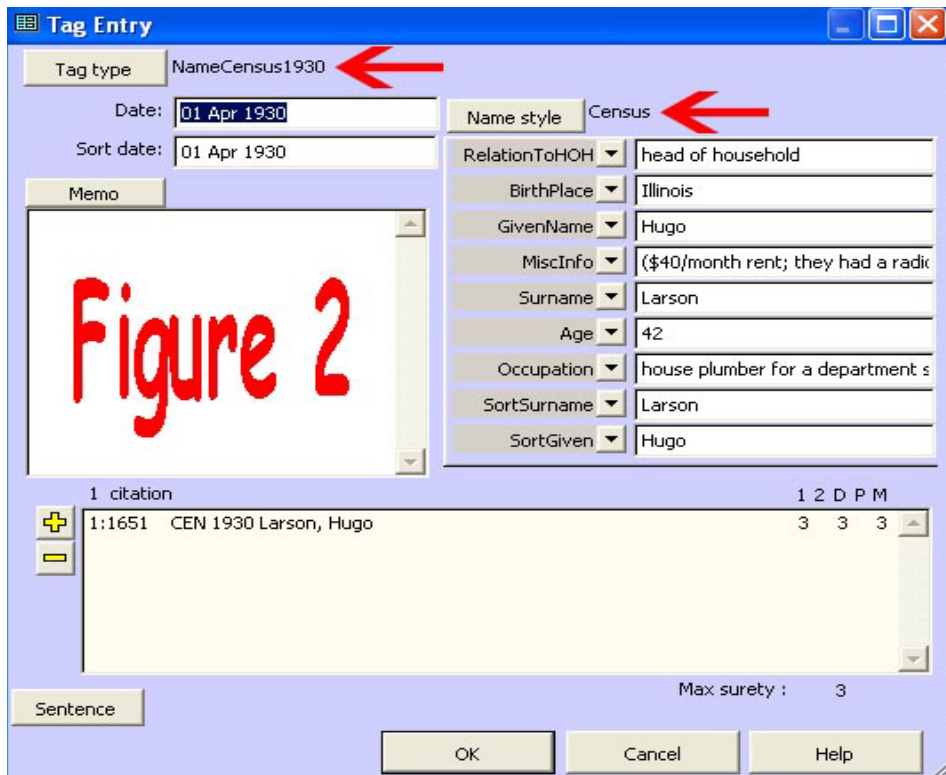 Tag Entry
Tag type NameCensus1930
Date: 01 Apr 1930
Sort date: 01 Apr 1930
Memo
Figure 2
Name style Census
RelationToHOH head of household
BirthPlace Illinois
GivenName Hugo
MiscInfo ($40/month rent; they had a radic
Surname Larson
Age 42
Occupation house plumber for a department s
SortSurname Larson
SortGiven Hugo
1 citation 1 2 D P M
1:1651 CEN 1930 Larson, Hugo 3 3 3
Max surety : 3
Sentence
OK Cancel Help